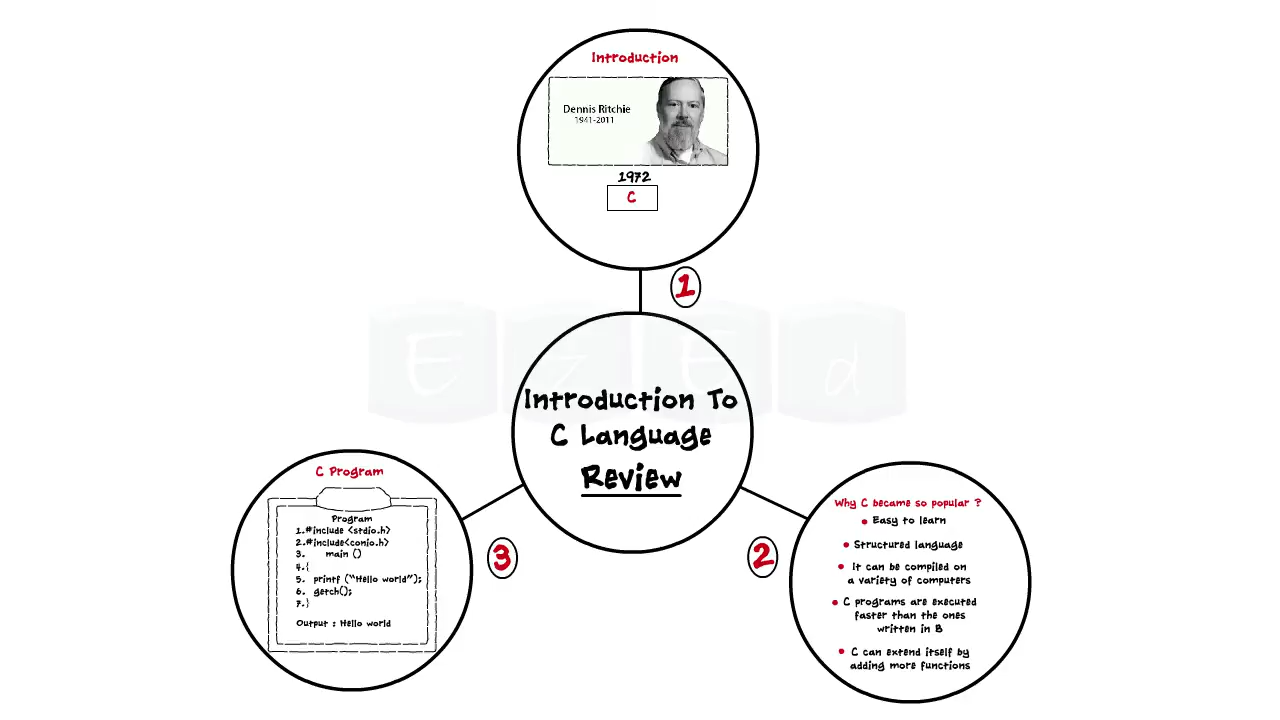 Introduction
Dennis Ritchie
1941-2011
1972
C
1
E z E d
Introduction To
C Language
Review
2
Why C became so popular ?
Easy to learn
Structured language
It can be compiled on
a variety of computers
C programs are executed
faster than the ones
written in B
C can extend itself by
adding more functions
3
C Program
Program
1.#include <stdio.h>
2.#include<conio.h>
3. main ()
4.{
5. printf ("Hello world");
6. getch();
7.}
Output : Hello world